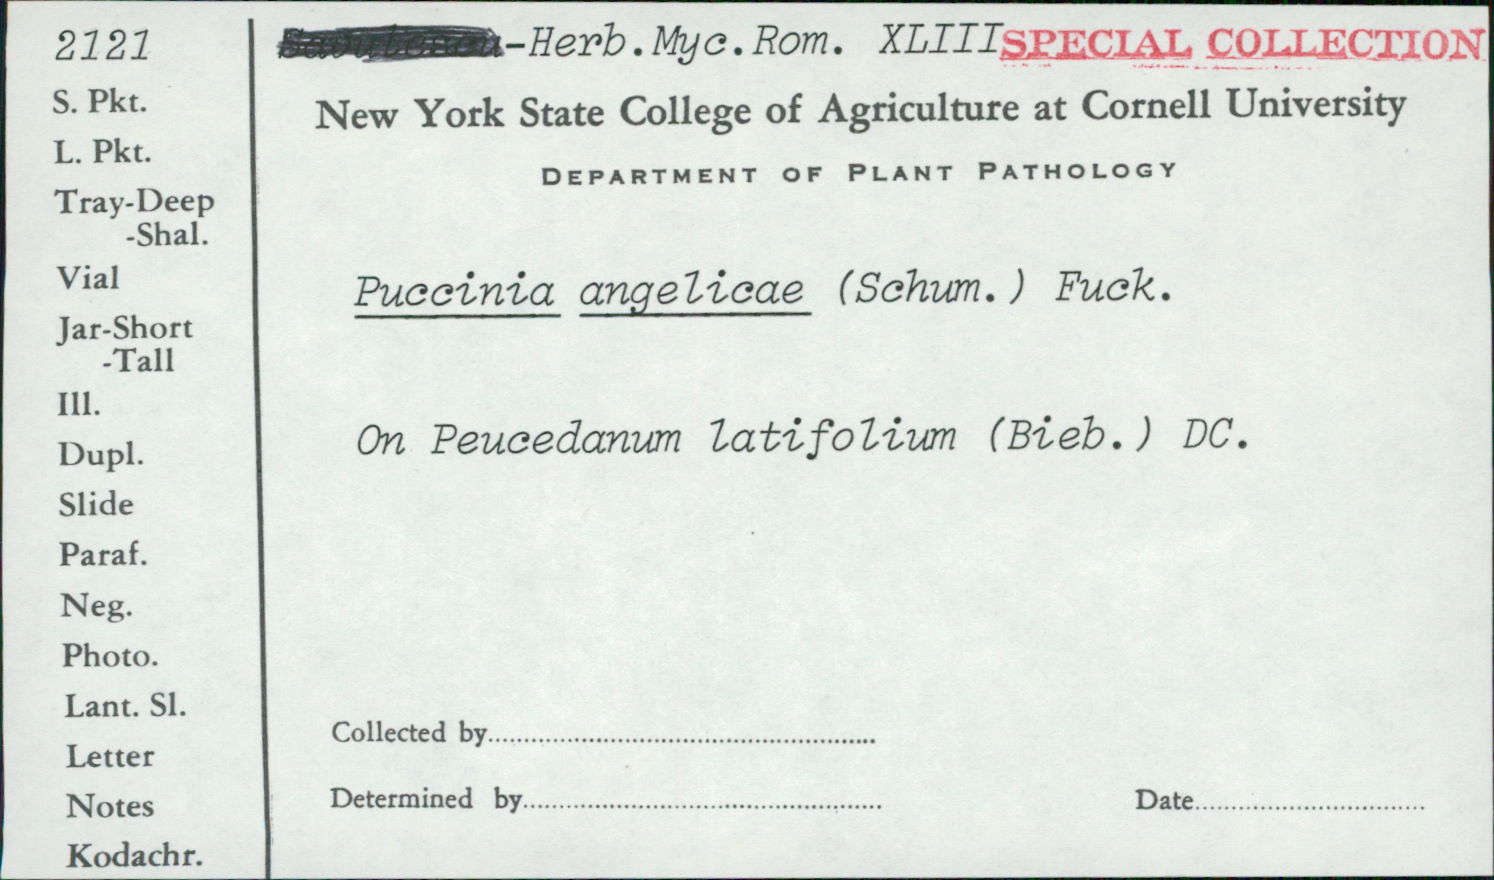 2121
-Herb.Myc.Rom. XLIII SPECIAL COLLECTION
New York State College of Agriculture at Cornell University
DEPARTMENT OF PLANT PATHOLOGY
S. Pkt.
L. Pkt.
Tray-Deep
-Shal.
Vial
Jar-Short
-Tall
Ill.
Dupl.
Slide
Paraf.
Neg.
Photo.
Lant. Sl.
Letter
Notes
Kodachr.
Puccinia angelicae (Schum.) Fuck.
On Peucedanum latifolium (Bieb.) DC.
Collected by
Determined by
Date